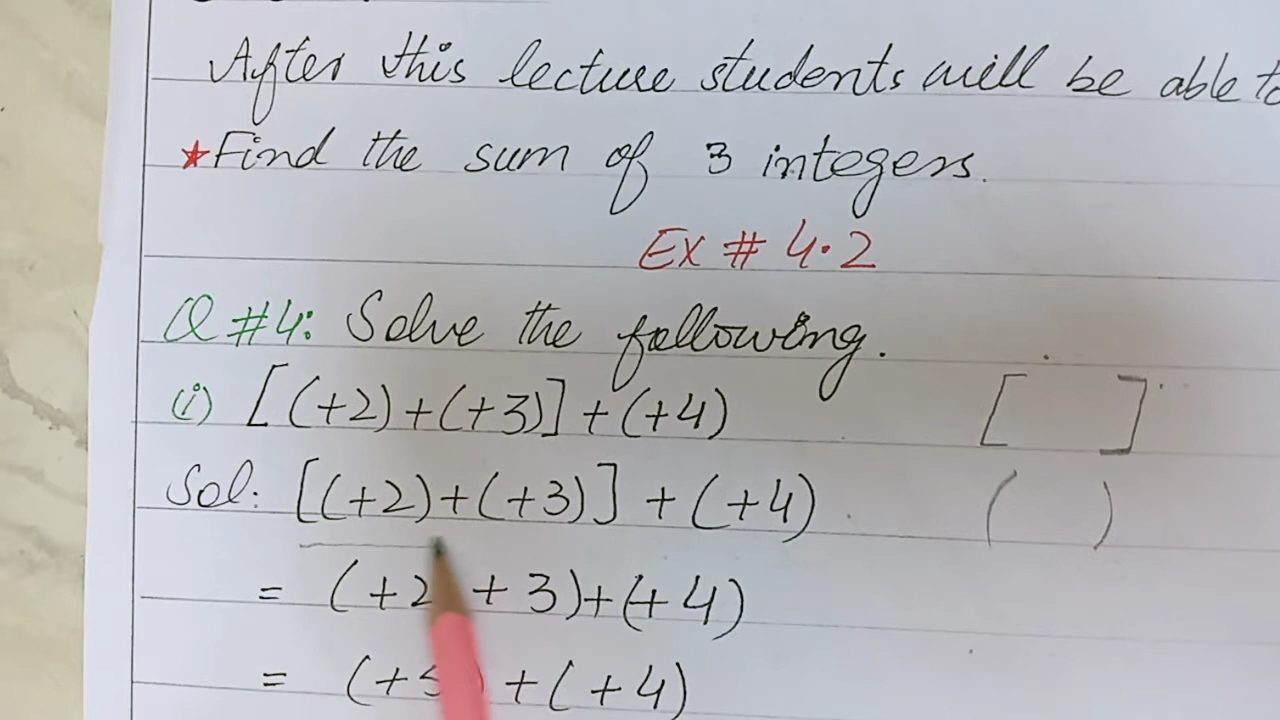 After this lecture students will be able to
★Find the sum of 3 integers.
Ex # 4.2
Q #4: Solve the following.
(i) [(+2)+(+3)]+(+4) [ ]
Sol: [(+2)+(+3)]+(+4) ( )
= (+2 + 3)+(+4)
= (+5)+(+4)